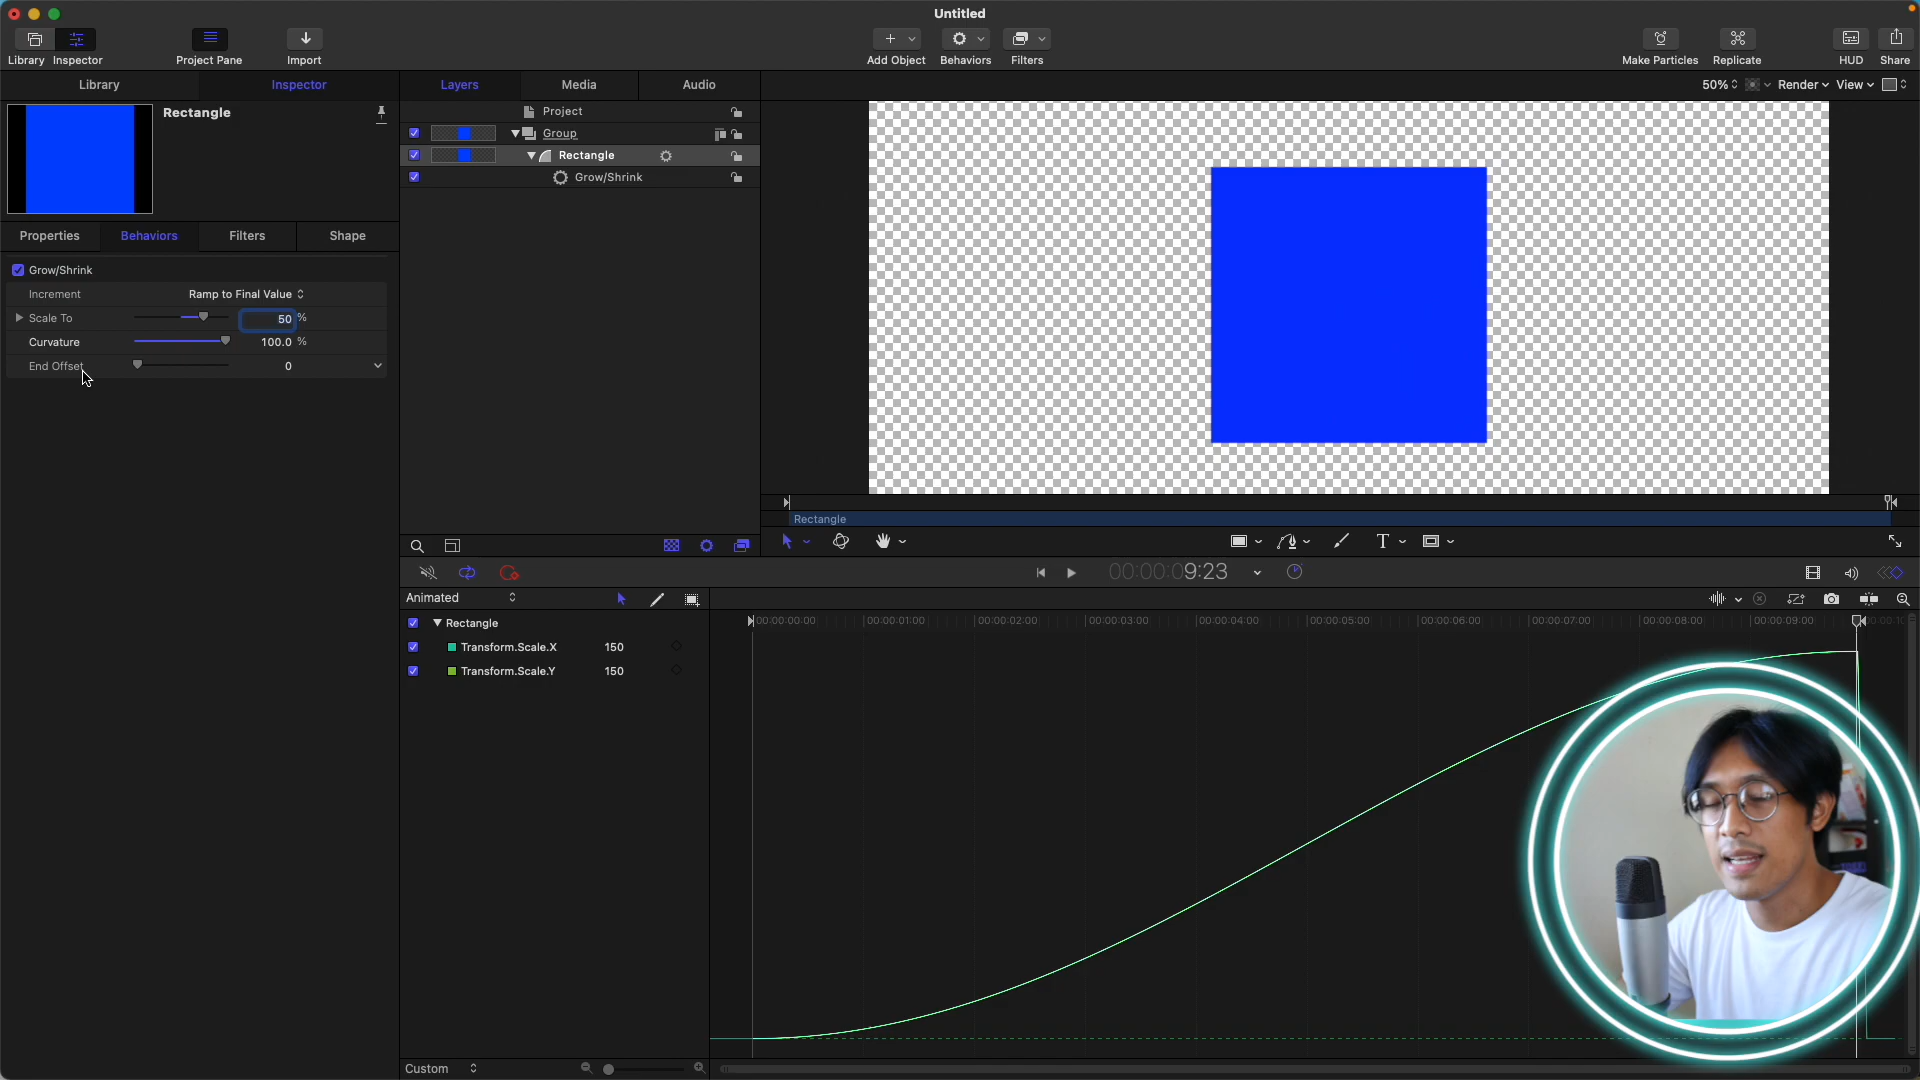 Untitled
Library
Inspector
Project Pane
Import
Add Object
Behaviors
Filters
Make Particles
Replicate
HUD
Share
Library
Inspector
Layers
Media
Audio
50%
Render
View
Rectangle
Project
Group
Rectangle
Grow/Shrink
Properties
Behaviors
Filters
Shape
Grow/Shrink
Increment
Ramp to Final Value
Scale To
50 %
Curvature
100.0 %
End Offset
0
Rectangle
T
00:00:00:09:23
Animated
Rectangle
Transform.Scale.X 150
Transform.Scale.Y 150
00:00:00:00
00:00:01:00
00:00:02:00
00:00:03:00
00:00:04:00
00:00:05:00
00:00:06:00
00:00:07:00
00:00:08:00
00:00:09:00
Custom